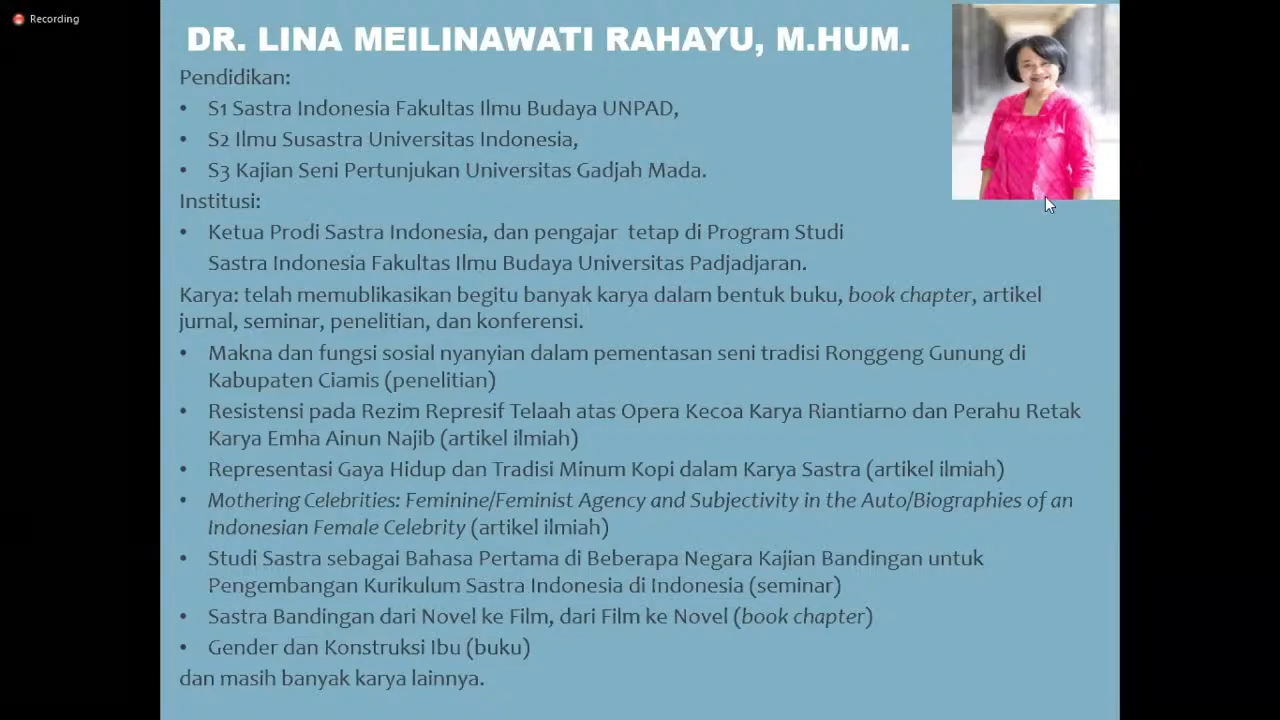 Recording
DR. LINA MEILINAWATI RAHAYU, M.HUM.
Pendidikan:
• S1 Sastra Indonesia Fakultas Ilmu Budaya UNPAD,
• S2 Ilmu Susastra Universitas Indonesia,
• S3 Kajian Seni Pertunjukan Universitas Gadjah Mada.
Institusi:
• Ketua Prodi Sastra Indonesia, dan pengajar tetap di Program Studi
Sastra Indonesia Fakultas Ilmu Budaya Universitas Padjadjaran.
Karya: telah memublikasikan begitu banyak karya dalam bentuk buku, book chapter, artikel
jurnal, seminar, penelitian, dan konferensi.
• Makna dan fungsi sosial nyanyian dalam pementasan seni tradisi Ronggeng Gunung di
Kabupaten Ciamis (penelitian)
• Resistensi pada Rezim Represif Telaah atas Opera Kecoa Karya Riantiarno dan Perahu Retak
Karya Emha Ainun Najib (artikel ilmiah)
• Representasi Gaya Hidup dan Tradisi Minum Kopi dalam Karya Sastra (artikel ilmiah)
• Mothering Celebrities: Feminine/Feminist Agency and Subjectivity in the Auto/Biographies of an
Indonesian Female Celebrity (artikel ilmiah)
• Studi Sastra sebagai Bahasa Pertama di Beberapa Negara Kajian Bandingan untuk
Pengembangan Kurikulum Sastra Indonesia di Indonesia (seminar)
• Sastra Bandingan dari Novel ke Film, dari Film ke Novel (book chapter)
• Gender dan Konstruksi Ibu (buku)
dan masih banyak karya lainnya.